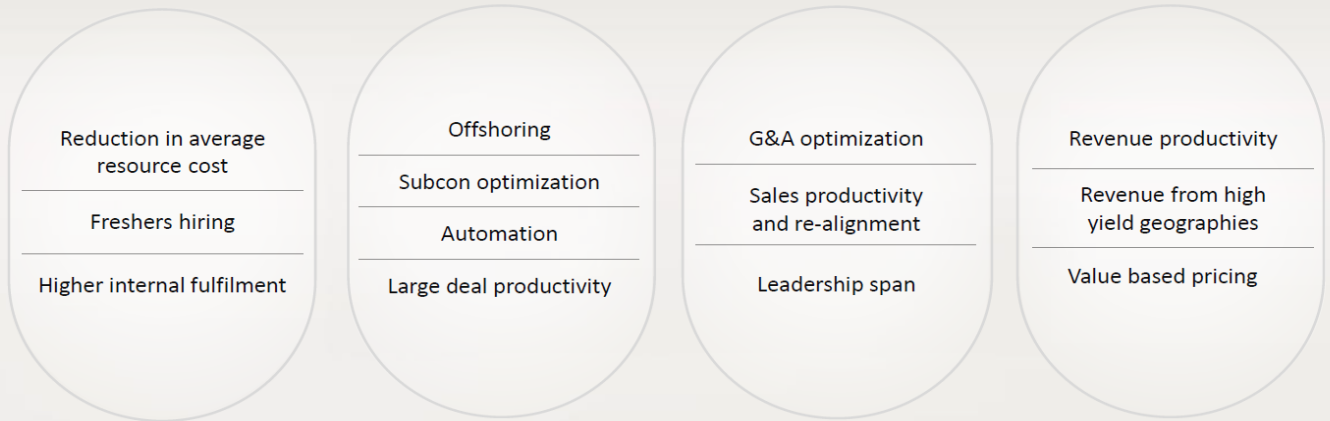 Reduction in average
resource cost
Freshers hiring
Higher internal fulfilment
Offshoring
Subcon optimization
Automation
Large deal productivity
G&A optimization
Sales productivity
and re-alignment
Leadership span
Revenue productivity
Revenue from high
yield geographies
Value based pricing